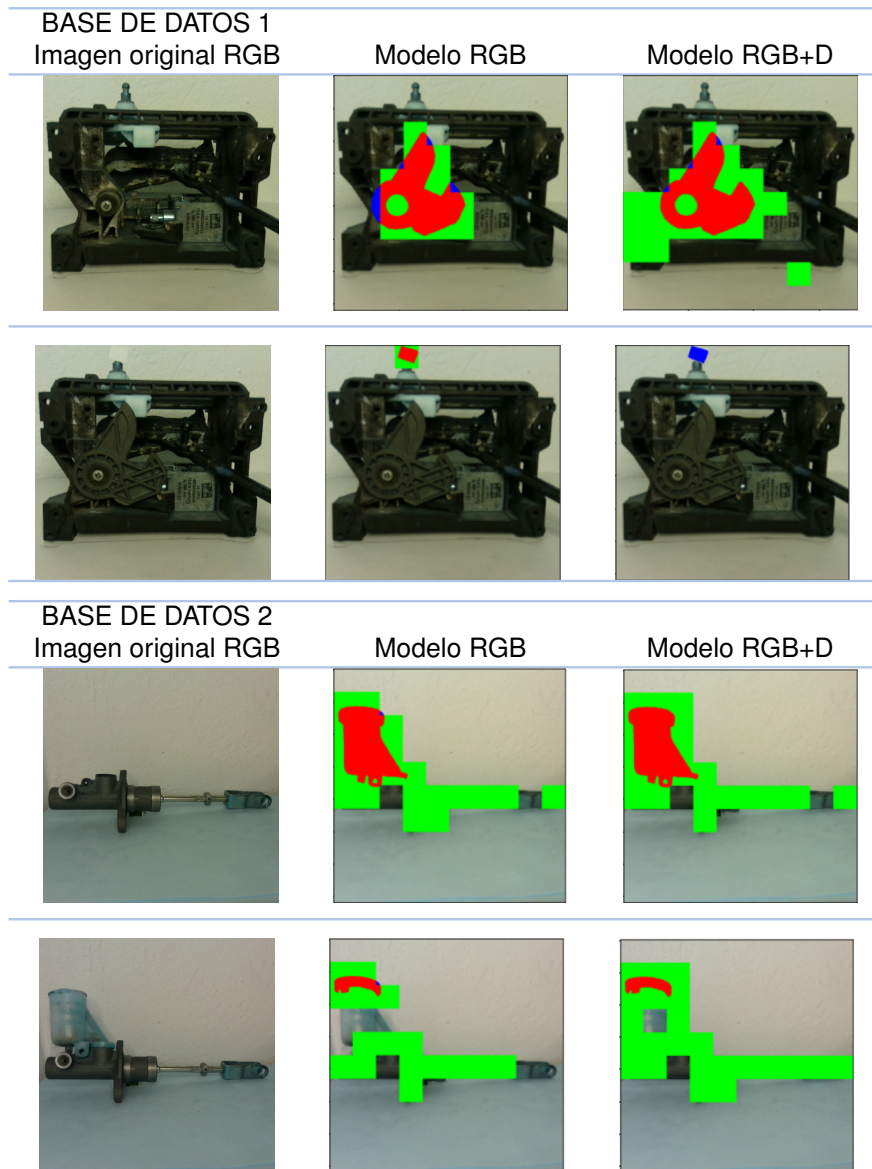 BASE DE DATOS 1
Imagen original RGB Modelo RGB Modelo RGB+D
BASE DE DATOS 2
Imagen original RGB Modelo RGB Modelo RGB+D